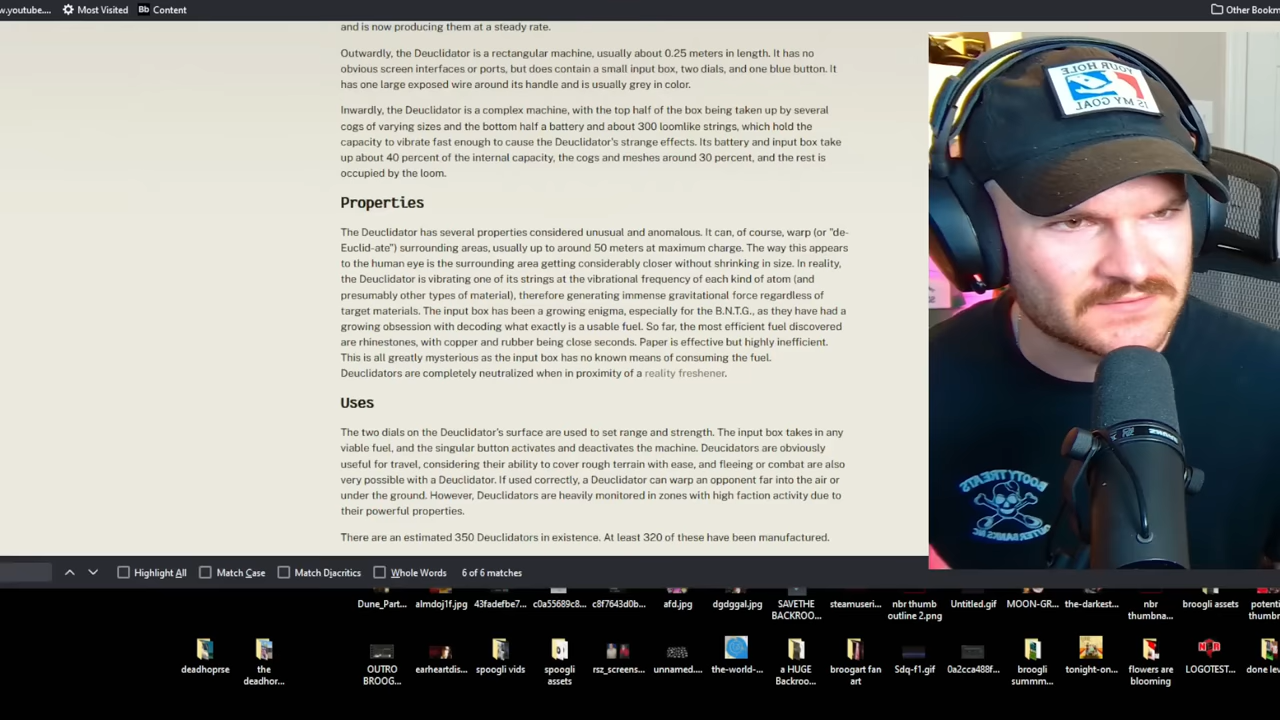 w.youtube.... Most Visited Bb Content Other Bookm
and is now producing them at a steady rate.
Outwardly, the Deuclidator is a rectangular machine, usually about 0.25 meters in length. It has no
obvious screen interfaces or ports, but does contain a small input box, two dials, and one blue button. It
has one large exposed wire around its handle and is usually grey in color.
Inwardly, the Deuclidator is a complex machine, with the top half of the box being taken up by several
cogs of varying sizes and the bottom half a battery and about 300 loomlike strings, which hold the
capacity to vibrate fast enough to cause the Deuclidator's strange effects. Its battery and input box take
up about 40 percent of the internal capacity, the cogs and meshes around 30 percent, and the rest is
occupied by the loom.
Properties
The Deuclidator has several properties considered unusual and anomalous. It can, of course, warp (or "de-
Euclid-ate") surrounding areas, usually up to around 50 meters at maximum charge. The way this appears
to the human eye is the surrounding area getting considerably closer without shrinking in size. In reality,
the Deuclidator is vibrating one of its strings at the vibrational frequency of each kind of atom (and
presumably other types of material), therefore generating immense gravitational force regardless of
target materials. The input box has been a growing enigma, especially for the B.N.T.G., as they have had a
growing obsession with decoding what exactly is a usable fuel. So far, the most efficient fuel discovered
are rhinestones, with copper and rubber being close seconds. Paper is effective but highly inefficient.
This is all greatly mysterious as the input box has no known means of consuming the fuel.
Deuclidators are completely neutralized when in proximity of a reality freshener.
Uses
The two dials on the Deuclidator's surface are used to set range and strength. The input box takes in any
viable fuel, and the singular button activates and deactivates the machine. Deucidators are obviously
useful for travel, considering their ability to cover rough terrain with ease, and fleeing or combat are also
very possible with a Deuclidator. If used correctly, a Deuclidator can warp an opponent far into the air or
under the ground. However, Deuclidators are heavily monitored in zones with high faction activity due to
their powerful properties.
There are an estimated 350 Deuclidators in existence. At least 320 of these have been manufactured.
YOUR HOLE
IS MY GOAL
BOOTY TREATS
Highlight All Match Case Match Diacritics Whole Words 6 of 6 matches
Dune_Part... almdoj1f.jpg 43fadefbe7... c0a55689c8... c8f7643d0b... afd.jpg dgdggal.jpg SAVETHE steamuseri... nbr thumb Untitled.gif MOON-GR... the-darkest... nbr broogli assets potenti
BACKROO... outline 2.png thumbna... thumb
deadhoprse the OUTRO earheartdis... spoogli vids spoogli rsz_screens... unnamed.... the-world-... a HUGE broogart fan Sdq-f1.gif 0a2cca488f... broogli tonight-on... flowers are LOGOTEST... done lev
deadhor... BROOG... assets Backroo... art summm... blooming